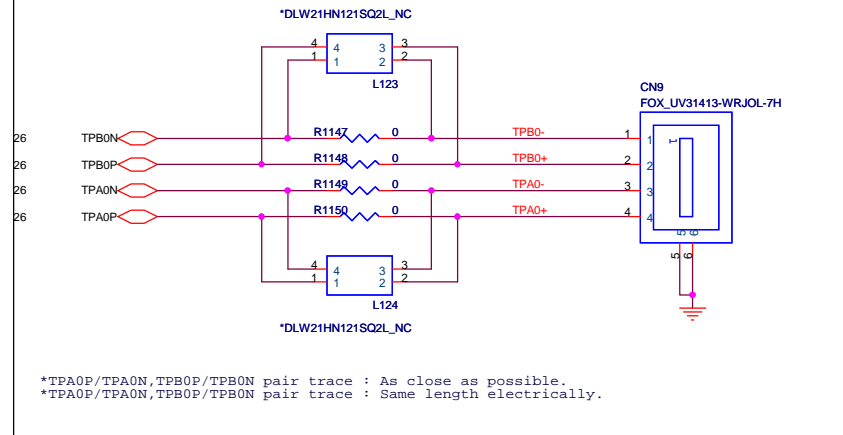 *DLW21HN121SQ2L_NC
4 4 3 3
1 1 2 2
L123
CN9
FOX_UV31413-WRJOL-7H
26 TPB0N R1147 0 TPB0- 1 1 1
26 TPB0P R1148 0 TPB0+ 2 2
26 TPA0N R1149 0 TPA0- 3 3
26 TPA0P R1150 0 TPA0+ 4 4
5 6
5 6
4 4 3 3
1 1 2 2
L124
*DLW21HN121SQ2L_NC
*TPA0P/TPA0N,TPB0P/TPB0N pair trace : As close as possible.
*TPA0P/TPA0N,TPB0P/TPB0N pair trace : Same length electrically.